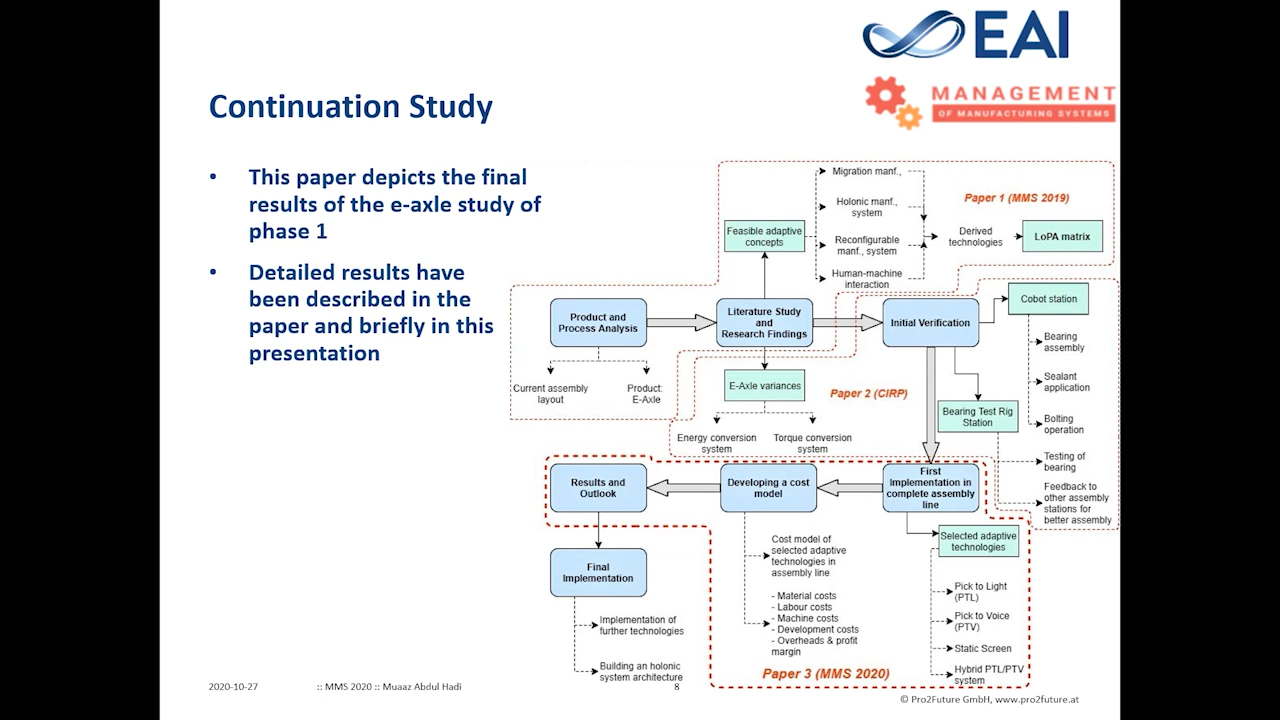 EAI
MANAGEMENT
OF MANUFACTURING SYSTEMS
Continuation Study
• This paper depicts the final
results of the e-axle study of
phase 1
• Detailed results have
been described in the
paper and briefly in this
presentation
Migration manf.,
Holonic manf.,
system
Reconfigurable
manf., system
Human-machine
interaction
Paper 1 (MMS 2019)
Feasible adaptive
concepts
Derived
technologies
LoPA matrix
Product and
Process Analysis
Literature Study
and
Research Findings
Initial Verification
Cobot station
Bearing
assembly
Sealant
application
Bolting
operation
Current assembly
layout
Product:
E-Axle
E-Axle variances
Paper 2 (CIRP)
Energy conversion
system
Torque conversion
system
Bearing Test Rig
Station
Testing of
bearing
Feedback to
other assembly
stations for
better assembly
Results and
Outlook
Developing a cost
model
First
Implementation in
complete assembly
line
Selected adaptive
technologies
Cost model of
selected adaptive
technologies in
assembly line
- Material costs
- Labour costs
- Machine costs
- Development costs
- Overheads & profit
margin
Pick to Light
(PTL)
Pick to Voice
(PTV)
Static Screen
Hybrid PTL/PTV
system
Final
Implementation
Implementation of
further technologies
Building an holonic
system architecture
Paper 3 (MMS 2020)
2020-10-27
:: MMS 2020 :: Muaaz Abdul Hadi
8
© Pro2Future GmbH, www.pro2future.at